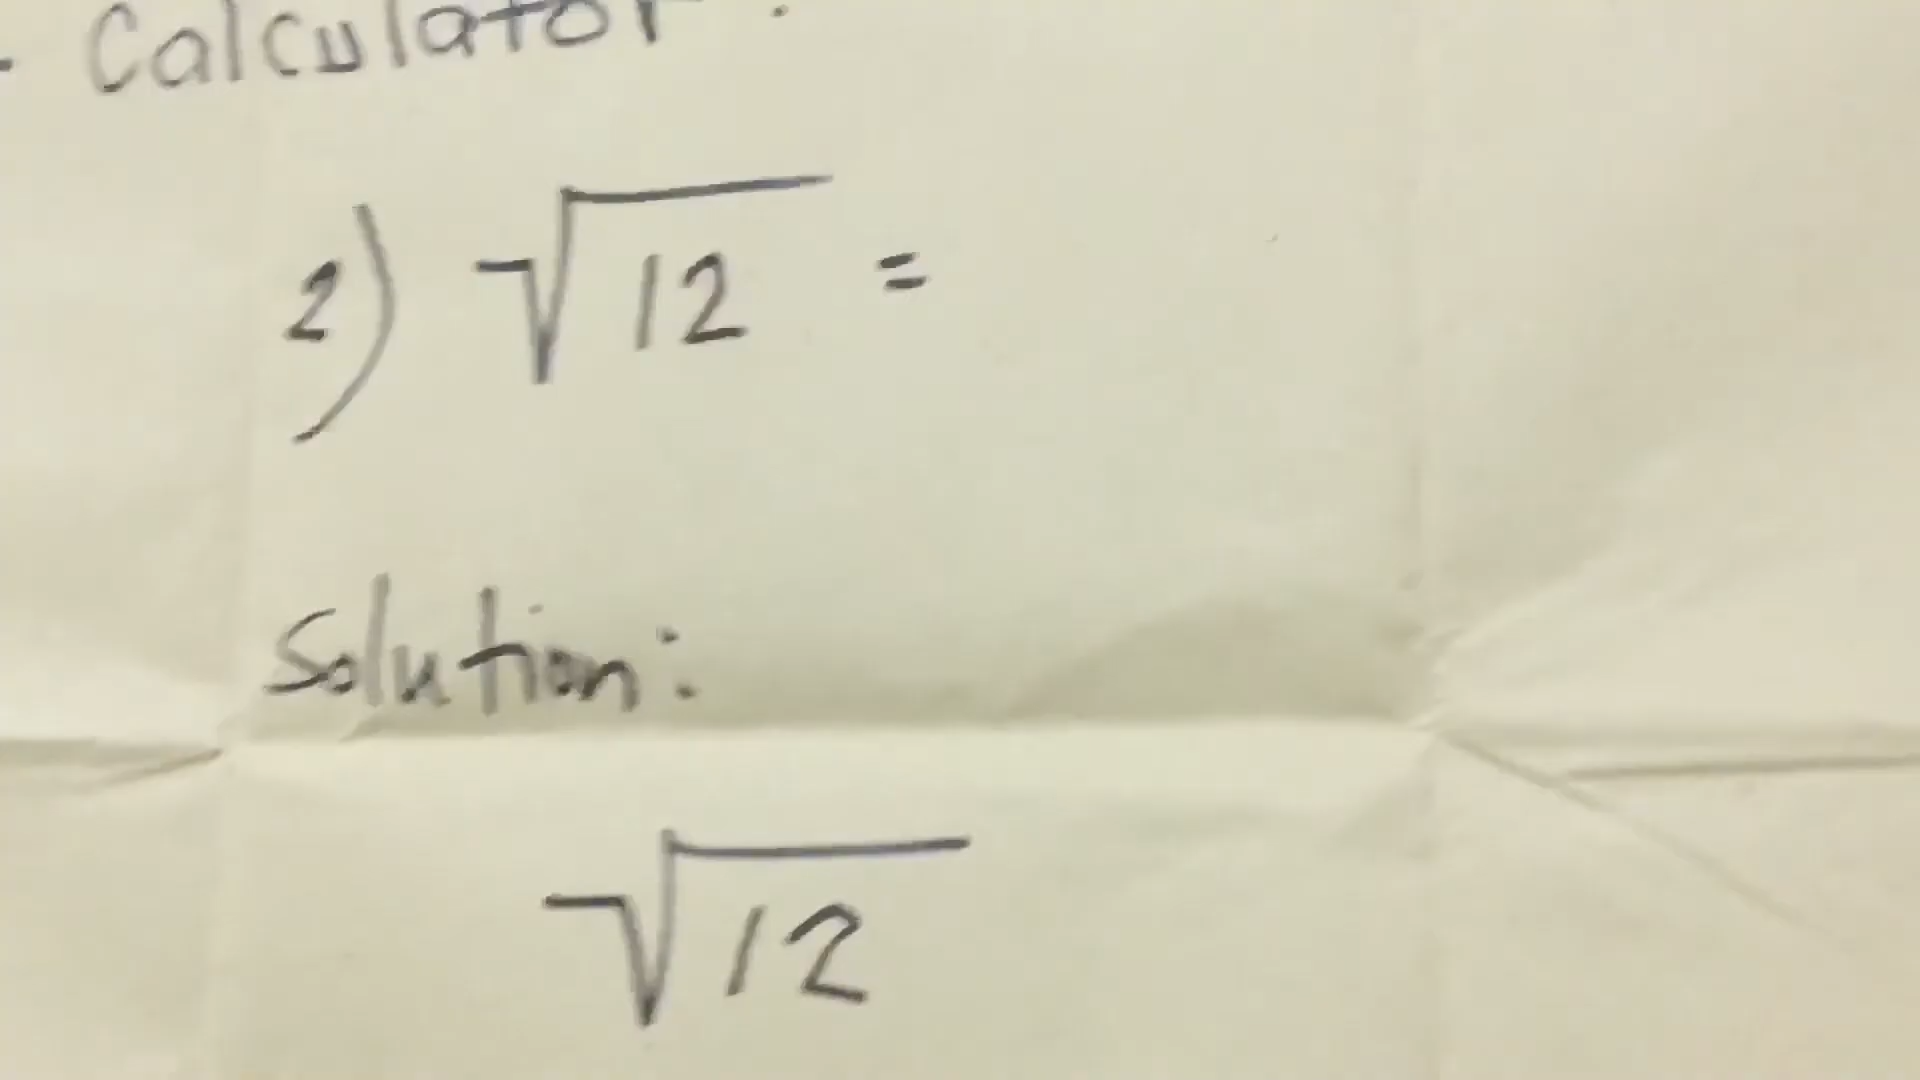 - Calculator.
2) √12 =
Solution:
√12